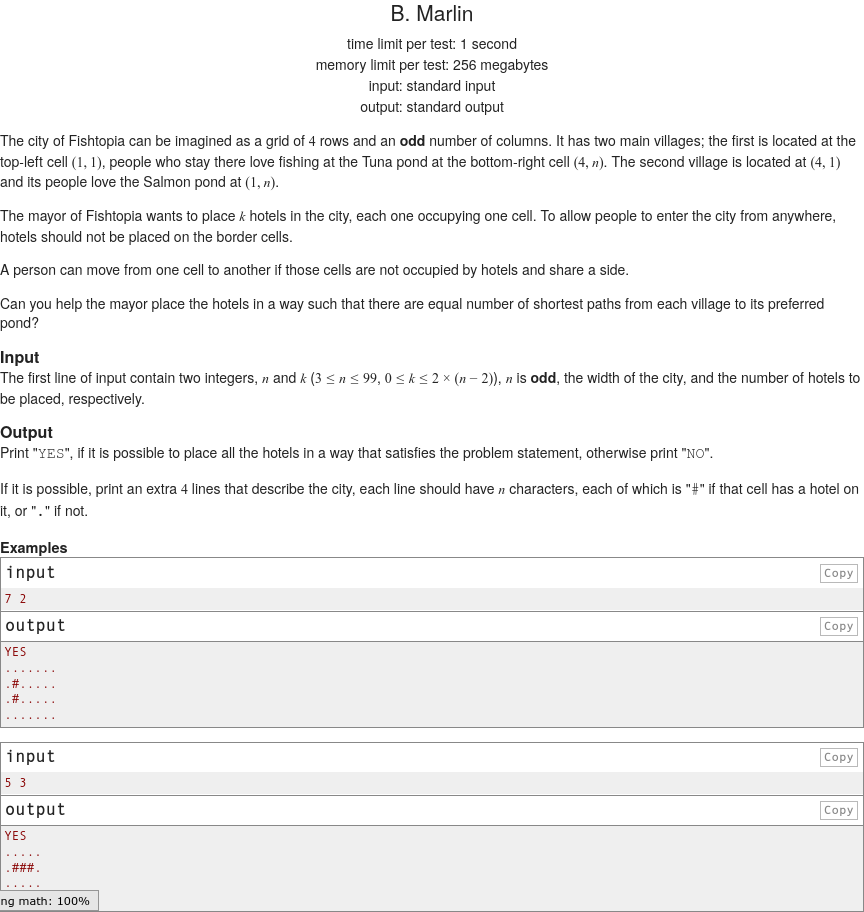 B. Marlin
time limit per test: 1 second
memory limit per test: 256 megabytes
input: standard input
output: standard output
The city of Fishtopia can be imagined as a grid of 4 rows and an odd number of columns. It has two main villages; the first is located at the
top-left cell (1, 1), people who stay there love fishing at the Tuna pond at the bottom-right cell (4, n). The second village is located at (4, 1)
and its people love the Salmon pond at (1, n).
The mayor of Fishtopia wants to place k hotels in the city, each one occupying one cell. To allow people to enter the city from anywhere,
hotels should not be placed on the border cells.
A person can move from one cell to another if those cells are not occupied by hotels and share a side.
Can you help the mayor place the hotels in a way such that there are equal number of shortest paths from each village to its preferred
pond?
Input
The first line of input contain two integers, n and k (3 ≤ n ≤ 99, 0 ≤ k ≤ 2 × (n − 2)), n is odd, the width of the city, and the number of hotels to
be placed, respectively.
Output
Print "YES", if it is possible to place all the hotels in a way that satisfies the problem statement, otherwise print "NO".
If it is possible, print an extra 4 lines that describe the city, each line should have n characters, each of which is "#" if that cell has a hotel on
it, or "." if not.
Examples
input
Copy
7 2
output
Copy
YES
.......
.#.....
.#.....
.......
input
Copy
5 3
output
Copy
YES
.....
.###.
.....
ng math: 100%